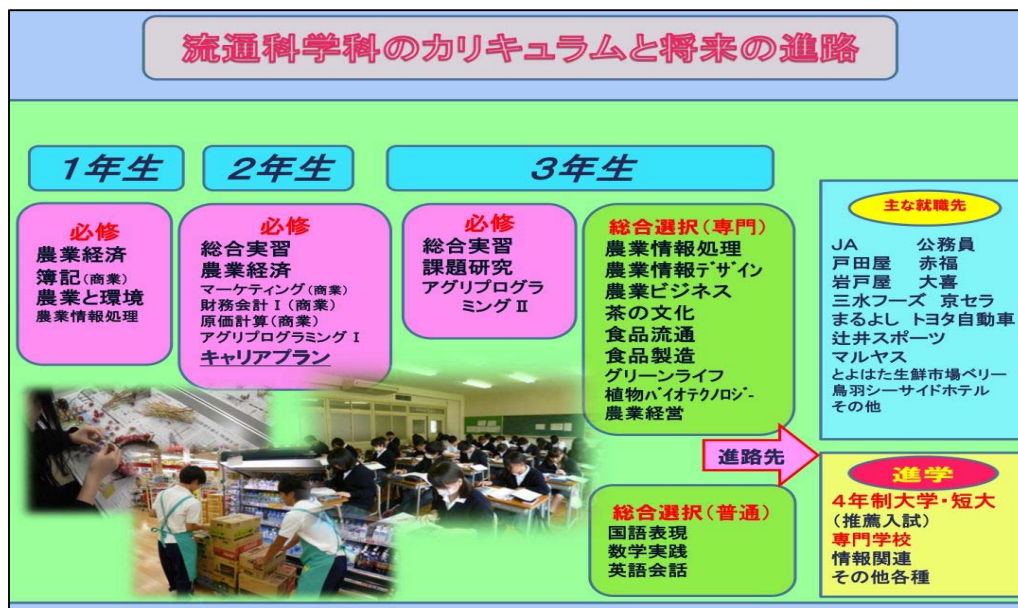 流通科学科のカリキュラムと将来の進路
1年生
必修
農業経済
簿記(商業)
農業と環境
農業情報処理
2年生
必修
総合実習
農業経済
マーケティング(商業)
財務会計Ⅰ(商業)
原価計算(商業)
アグリプログラミングⅠ
キャリアプラン
3年生
必修
総合実習
課題研究
アグリプログラ
ミングⅡ
総合選択(専門)
農業情報処理
農業情報デザイン
農業ビジネス
茶の文化
食品流通
食品製造
グリーンライフ
植物バイオテクノロジー
農業経営
総合選択(普通)
国語表現
数学実践
英語会話
進路先
主な就職先
JA 公務員
戸田屋 赤福
岩戸屋 大喜
三水フーズ 京セラ
まるよし トヨタ自動車
辻井スポーツ
マルヤス
とよはた生鮮市場ベリー
鳥羽シーサイドホテル
その他
進学
4年制大学・短大
(推薦入試)
専門学校
情報関連
その他各種